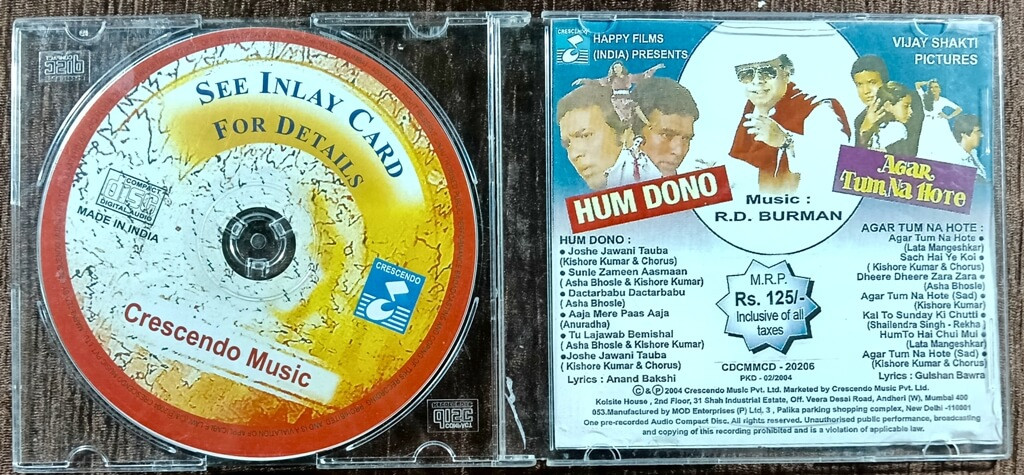 SEE INLAY CARD
FOR DETAILS
COMPACT
disc
DIGITAL AUDIO
MADE IN INDIA
CRESCENDO
Crescendo Music
CRESCENDO
HAPPY FILMS
(INDIA) PRESENTS
VIJAY SHAKTI
PICTURES
HUM DONO
AGAR
TUM NA HOTE
Music :
R.D. BURMAN
HUM DONO :
• Joshe Jawani Tauba
(Kishore Kumar & Chorus)
• Sunle Zameen Aasmaan
( Asha Bhosle & Kishore Kumar)
• Dactarbabu Dactarbabu
( Asha Bhosle)
• Aaja Mere Paas Aaja
(Anuradha)
• Tu Lajawab Bemishal
( Asha Bhosle & Kishore Kumar)
• Joshe Jawani Tauba
( Kishore Kumar & Chorus)
Lyrics : Anand Bakshi
M.R.P.
Rs. 125/-
Inclusive of all
taxes
CDCMMCD - 20206
PKD - 02/2004
AGAR TUM NA HOTE :
Agar Tum Na Hote •
(Lata Mangeshkar)
Sach Hai Ye Koi •
( Kishore Kumar & Chorus)
Dheere Dheere Zara Zara •
(Asha Bhosle)
Agar Tum Na Hote (Sad) •
(Kishore Kumar)
Kal To Sunday Ki Chutti •
(Shailendra Singh - Rekha )
HumTo Hai Chui Mui •
(Lata Mangeshkar)
Agar Tum Na Hote (Sad) •
(Kishore Kumar & Chorus)
Lyrics : Gulshan Bawra
© & ℗ 2004 Crescendo Music Pvt. Ltd. Marketed by Crescendo Music Pvt. Ltd.
Kolsite House , 2nd Floor, 31 Shah Industrial Estate, Off. Veera Desai Road, Andheri (W), Mumbai 400
053.Manufactured by MOD Enterprises (P) Ltd, 3 , Palika parking shopping complex, New Delhi -110001
One pre-recorded Audio Compact Disc. All rights reserved. Unauthorised public performance, broadcasting
and copying of this recording prohibited and is a violation of applicable law.